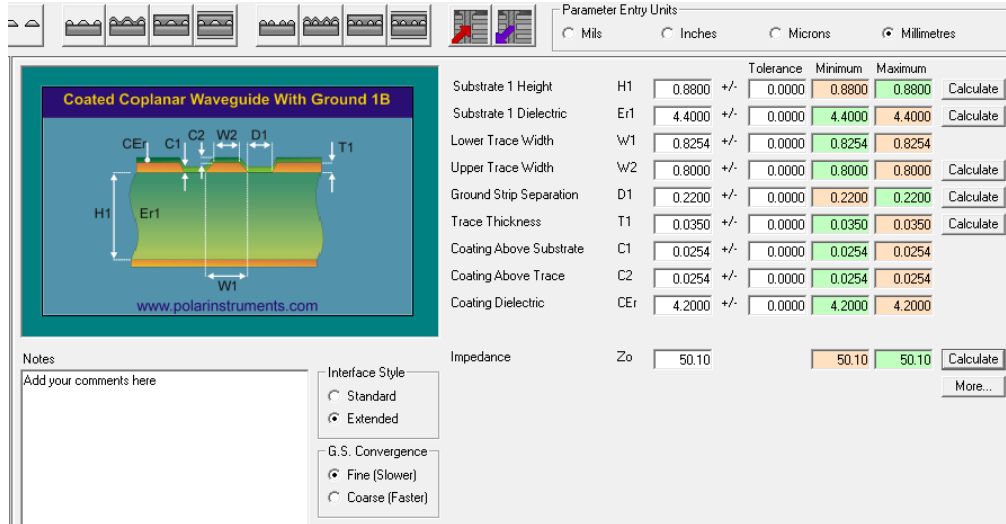 Parameter Entry Units
Mils Inches Microns Millimetres
Coated Coplanar Waveguide With Ground 1B
CEr C1 C2 W2 D1 T1
H1 Er1
W1
www.polarinstruments.com
Tolerance Minimum Maximum
Substrate 1 Height H1 0.8800 +/- 0.0000 0.8800 0.8800 Calculate
Substrate 1 Dielectric Er1 4.4000 +/- 0.0000 4.4000 4.4000 Calculate
Lower Trace Width W1 0.8254 +/- 0.0000 0.8254 0.8254
Upper Trace Width W2 0.8000 +/- 0.0000 0.8000 0.8000 Calculate
Ground Strip Separation D1 0.2200 +/- 0.0000 0.2200 0.2200 Calculate
Trace Thickness T1 0.0350 +/- 0.0000 0.0350 0.0350 Calculate
Coating Above Substrate C1 0.0254 +/- 0.0000 0.0254 0.0254
Coating Above Trace C2 0.0254 +/- 0.0000 0.0254 0.0254
Coating Dielectric CEr 4.2000 +/- 0.0000 4.2000 4.2000
Impedance Zo 50.10 50.10 50.10 Calculate
More...
Notes
Add your comments here
Interface Style
Standard
Extended
G.S. Convergence
Fine (Slower)
Coarse (Faster)